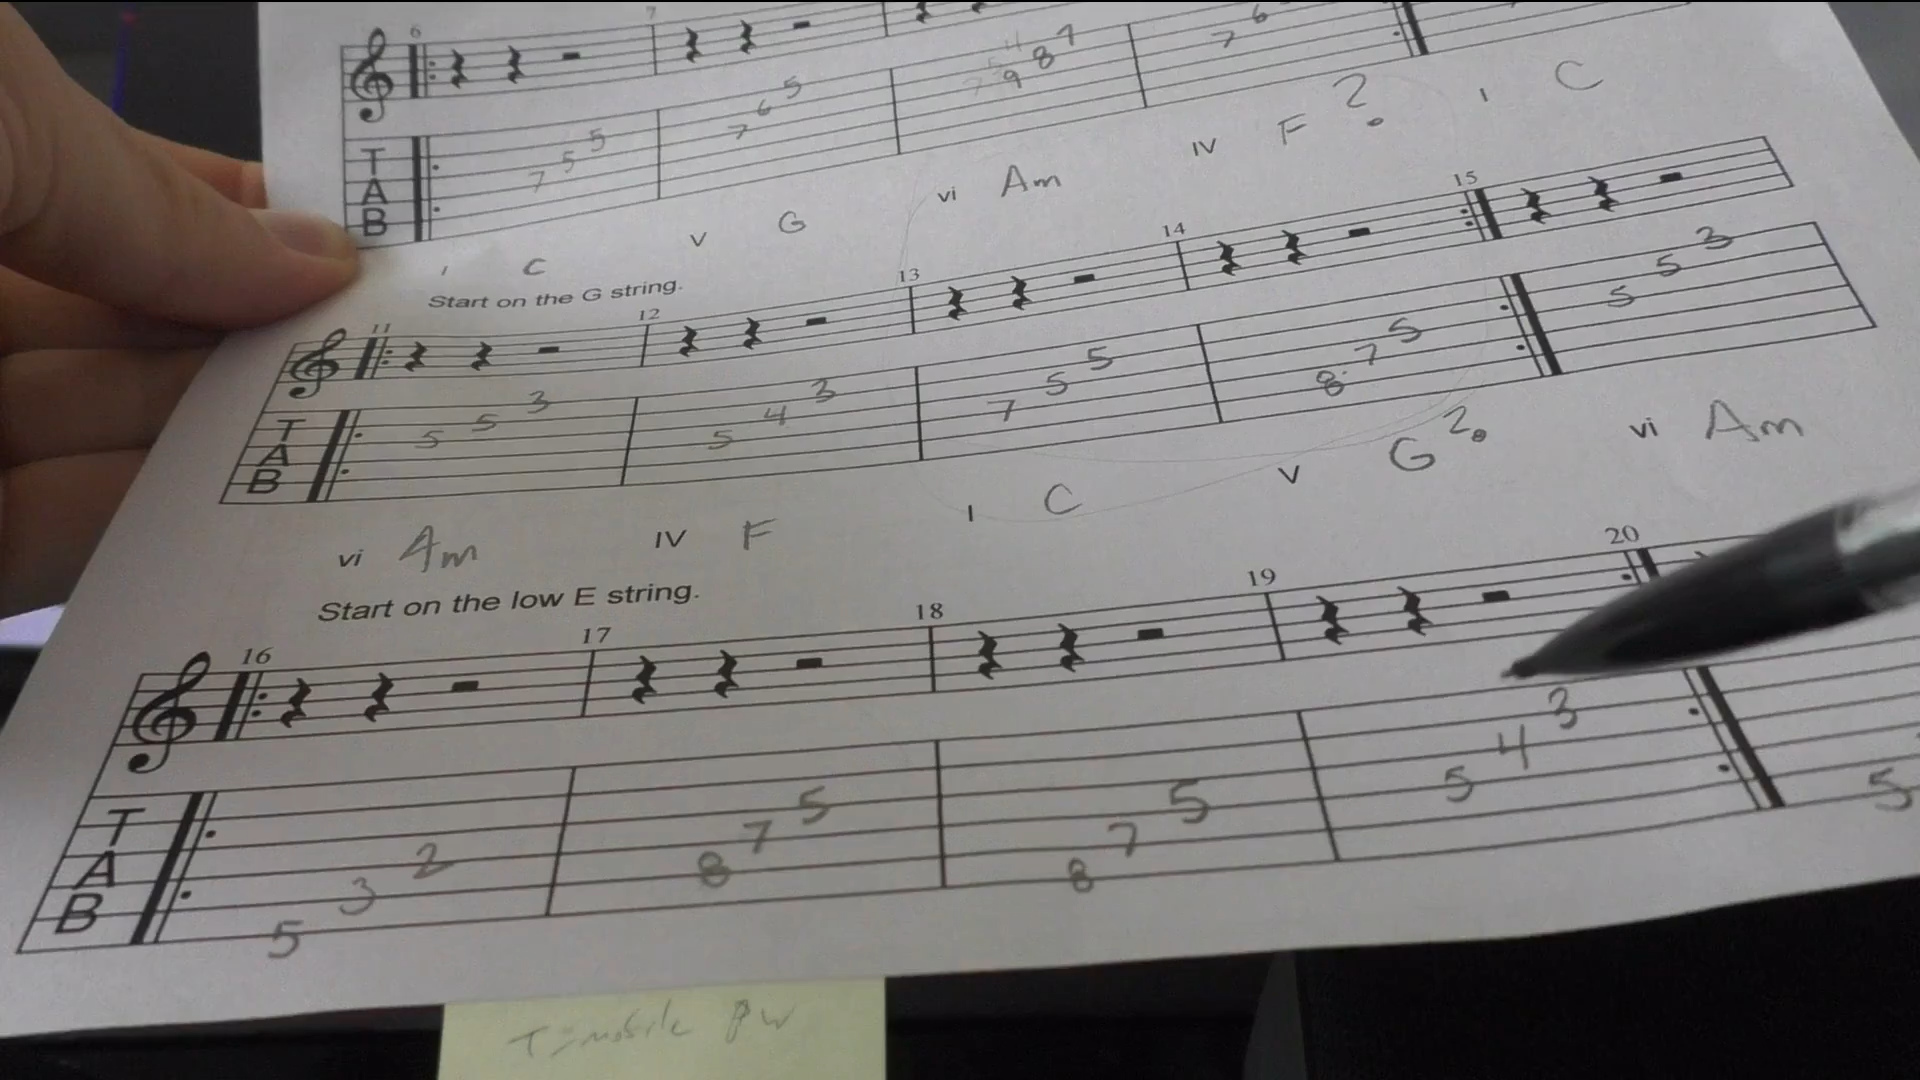 6 7
7 5 5 7 6 5 9 8 7 7 6
T
A
B
I C V G vi Am IV F ? I C
Start on the G string.
11 12 13 14 15
5 5 3 5 4 3 7 5 5 8 7 5 5 5 3
T
A
B
vi Am IV F I C V G ? vi Am
Start on the low E string.
16 17 18 19 20
5 3 2 8 7 5 8 7 5 5 4 3 5
T
A
B
T-mobile PW